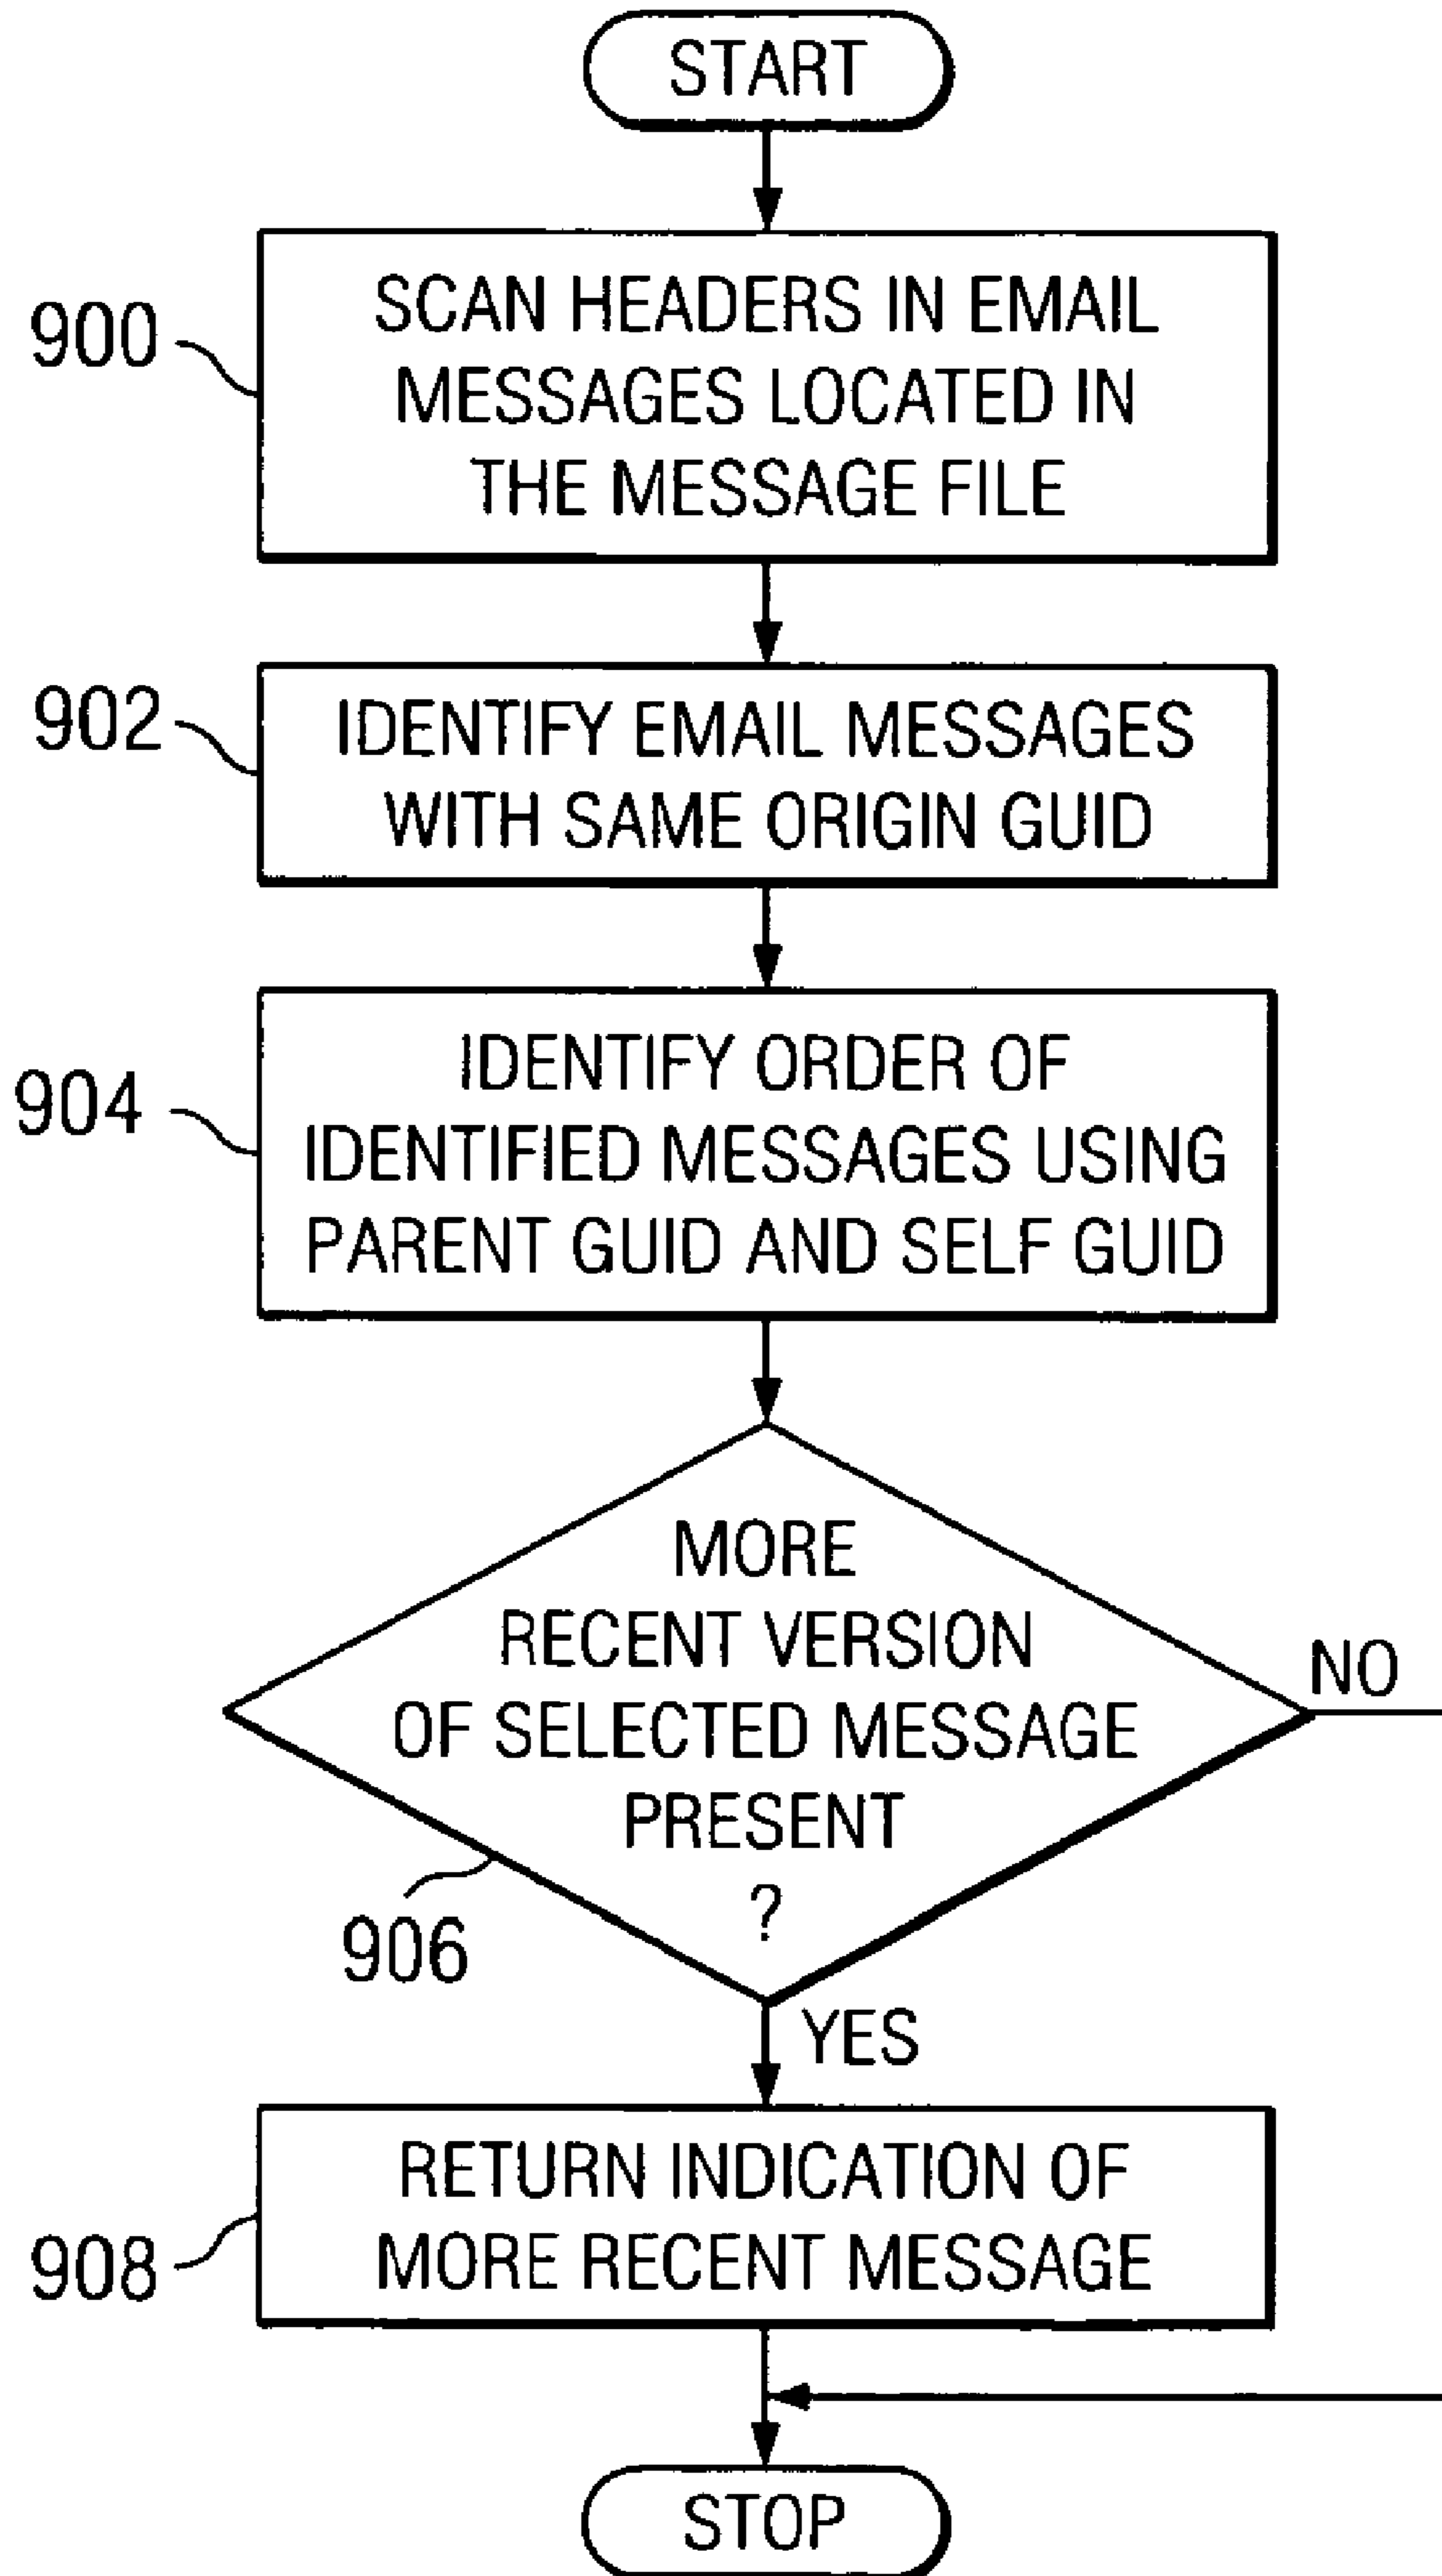 START
900
SCAN HEADERS IN EMAIL
MESSAGES LOCATED IN
THE MESSAGE FILE
902
IDENTIFY EMAIL MESSAGES
WITH SAME ORIGIN GUID
904
IDENTIFY ORDER OF
IDENTIFIED MESSAGES USING
PARENT GUID AND SELF GUID
MORE
RECENT VERSION
OF SELECTED MESSAGE
PRESENT
?
NO
906
YES
908
RETURN INDICATION OF
MORE RECENT MESSAGE
STOP